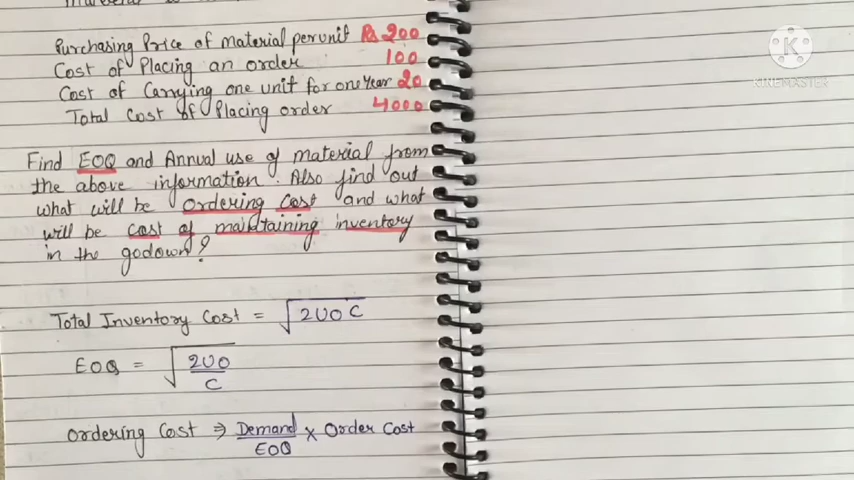 Purchasing Price of material per unit Rs 200
Cost of Placing an order 100
Cost of Carrying one unit for one year 20
Total Cost of Placing order 4000
Find EOQ and Annual use of material from
the above information. Also find out
what will be ordering cost and what
will be cost of maintaining inventory
in the godown?
Total Inventory Cost = √2UOC
EOQ = √2UO/C
Ordering Cost ⇒ Demand/EOQ × Order Cost
K
KINEMASTER